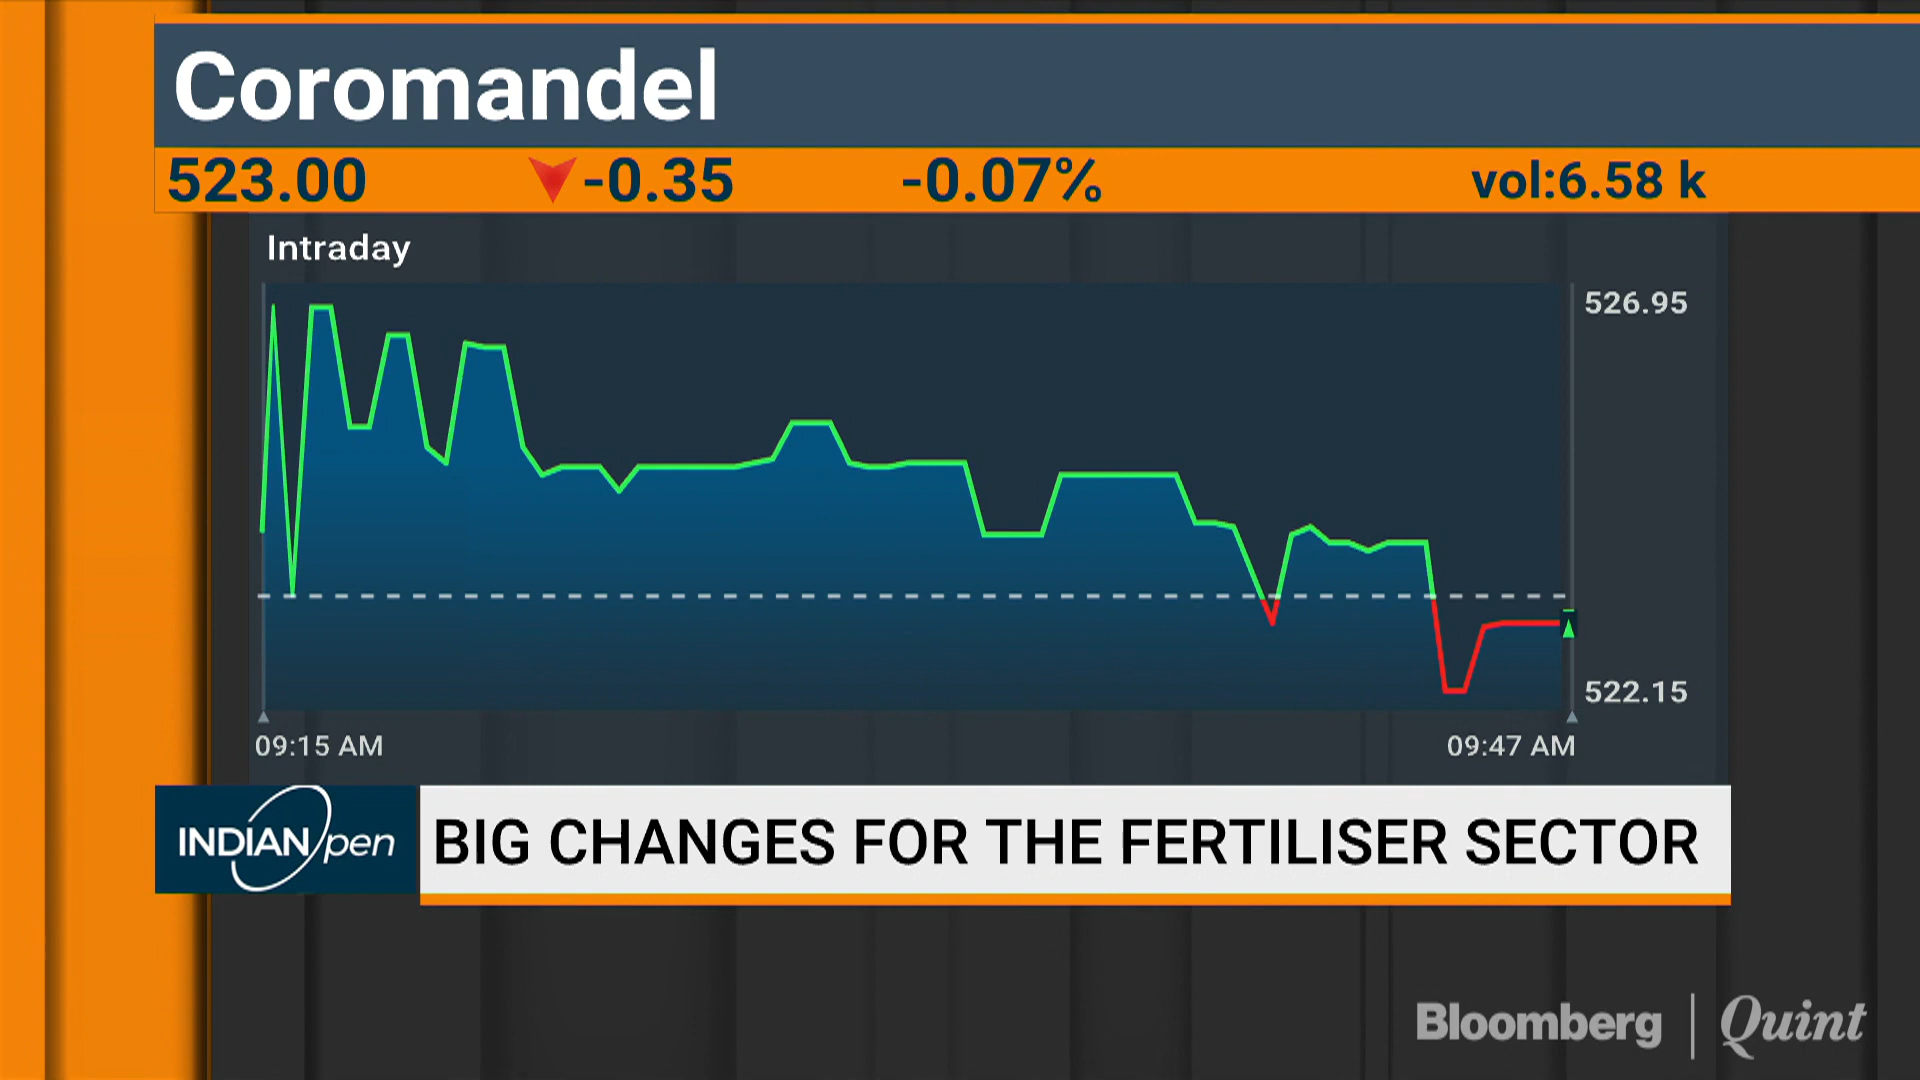 Coromandel
523.00 -0.35 -0.07% vol:6.58 k
Intraday
526.95
522.15
09:15 AM 09:47 AM
INDIAN Open BIG CHANGES FOR THE FERTILISER SECTOR
Bloomberg | Quint